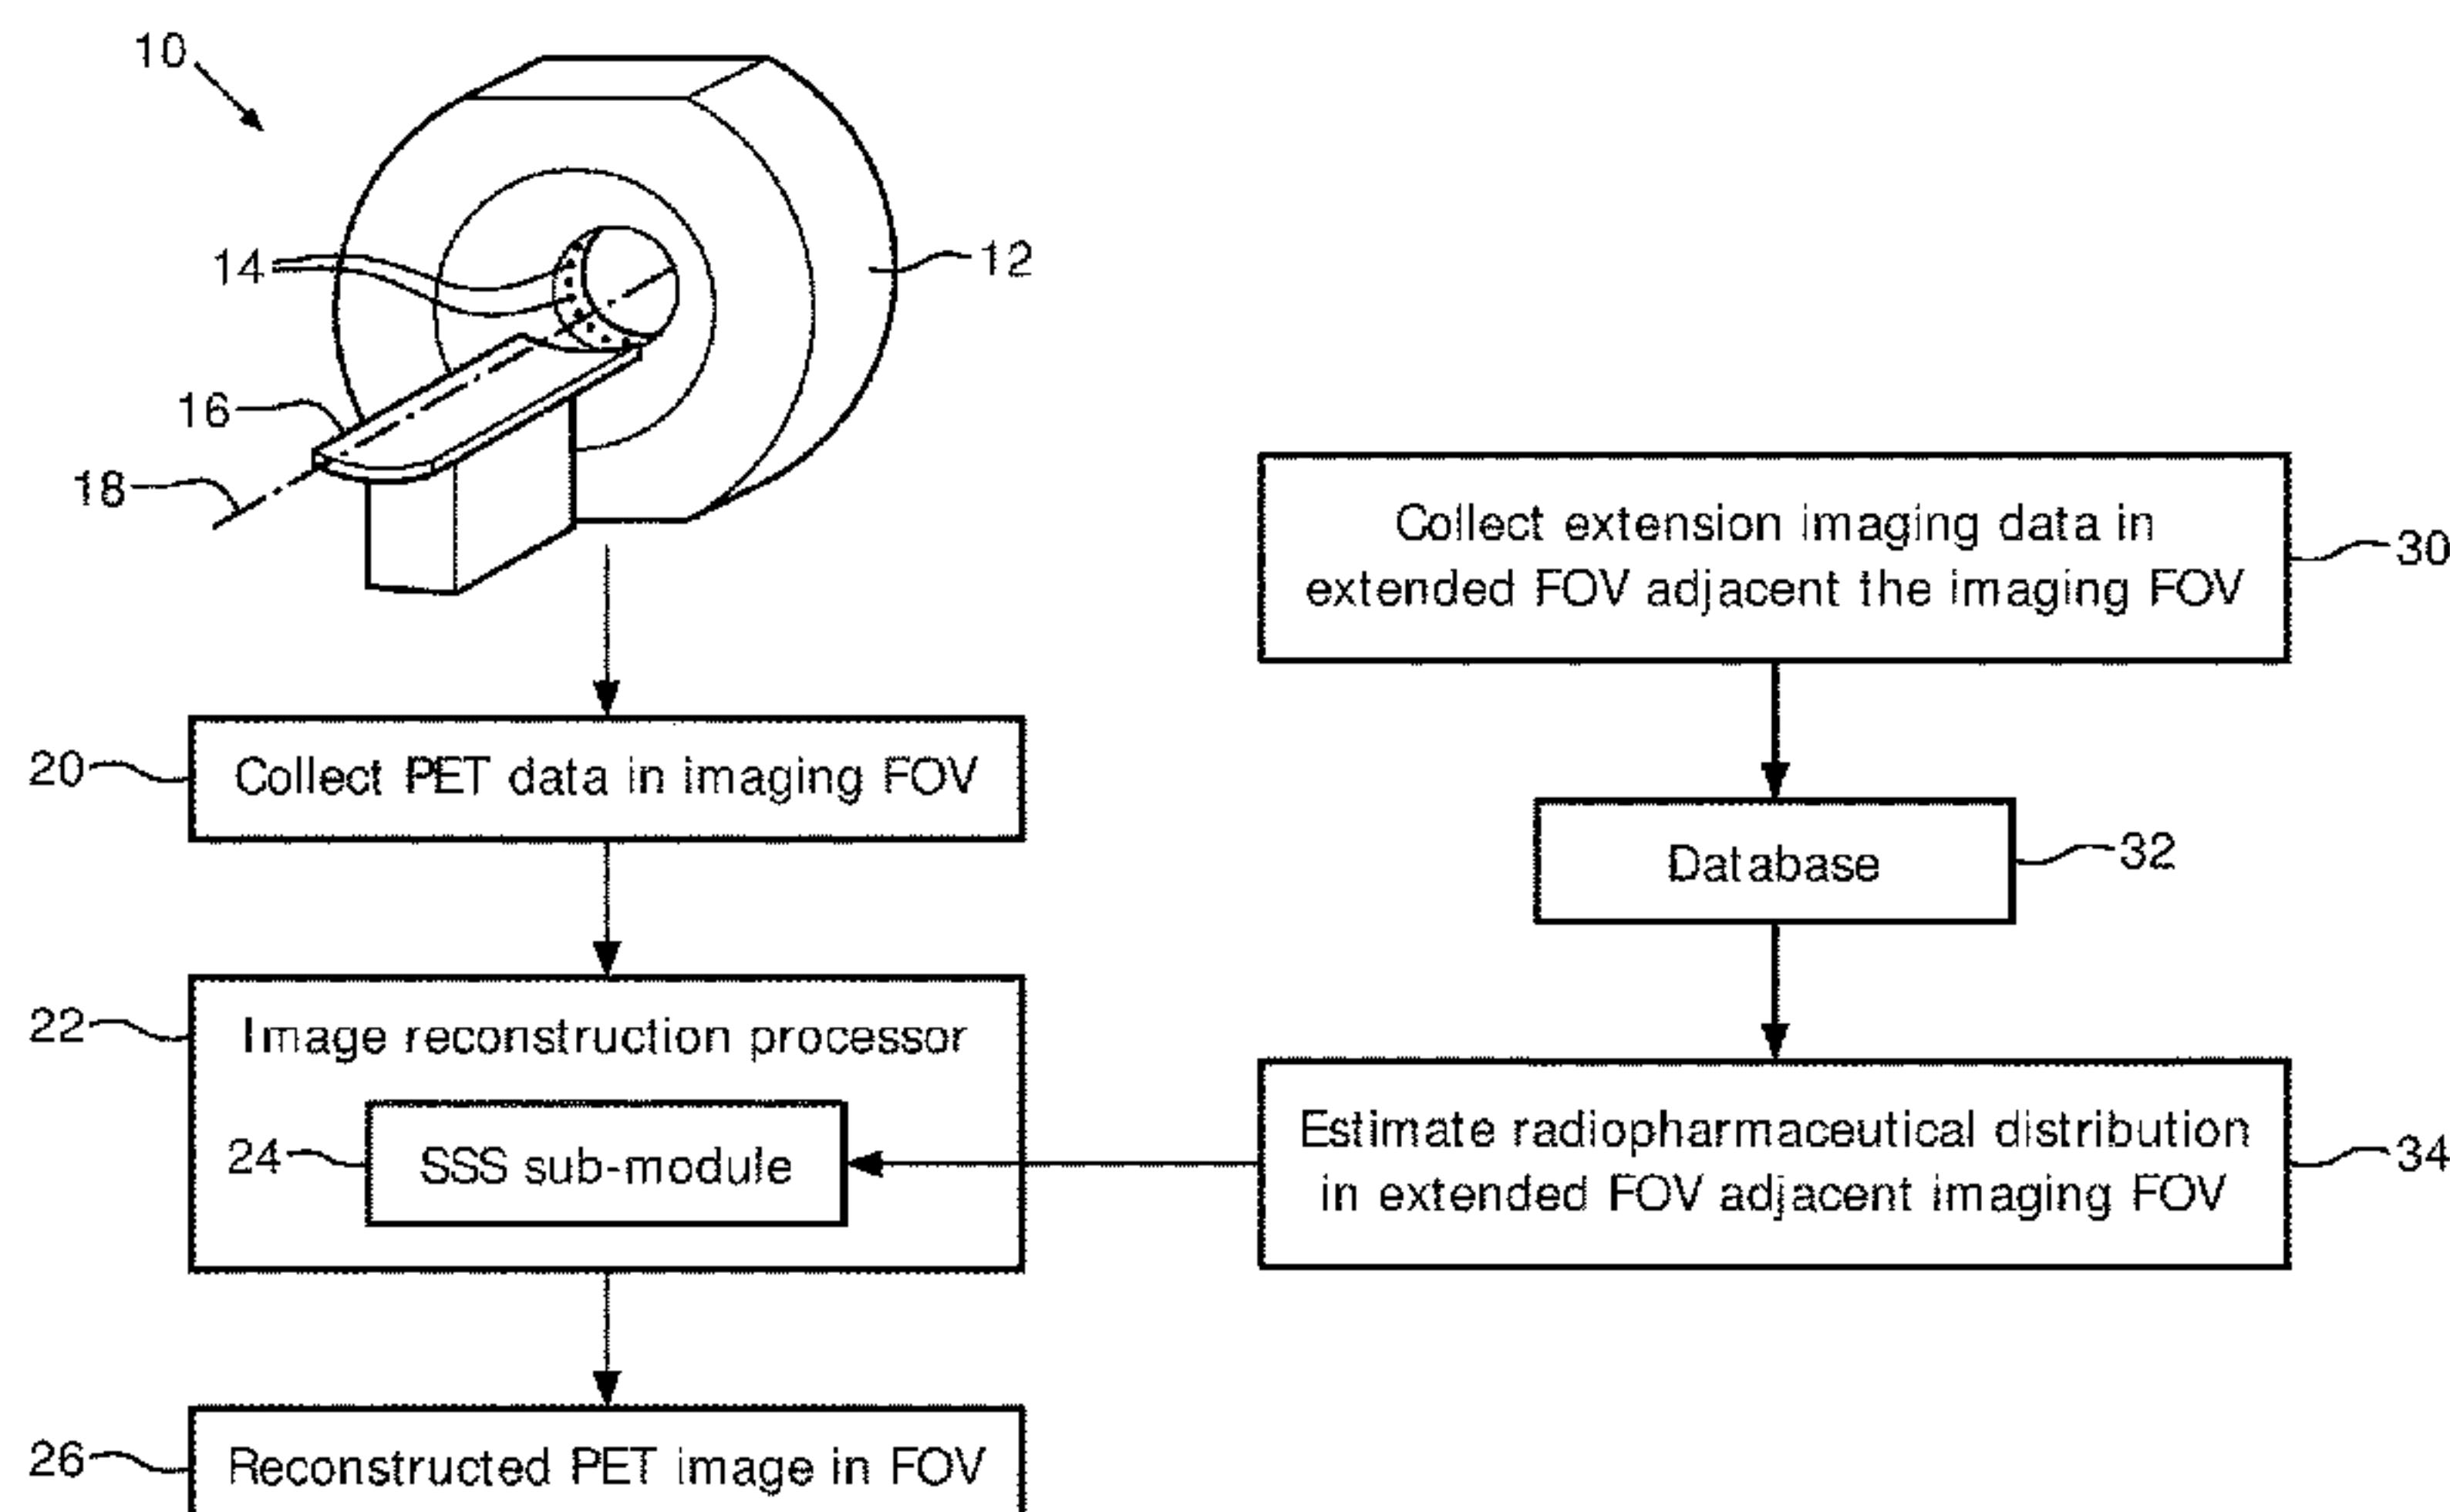 10
12
14
16
18
Collect extension imaging data in
extended FOV adjacent the imaging FOV
30
20
Collect PET data in imaging FOV
Database
32
22
Image reconstruction processor
24
SSS sub-module
Estimate radiopharmaceutical distribution
in extended FOV adjacent imaging FOV
34
26
Reconstructed PET image in FOV